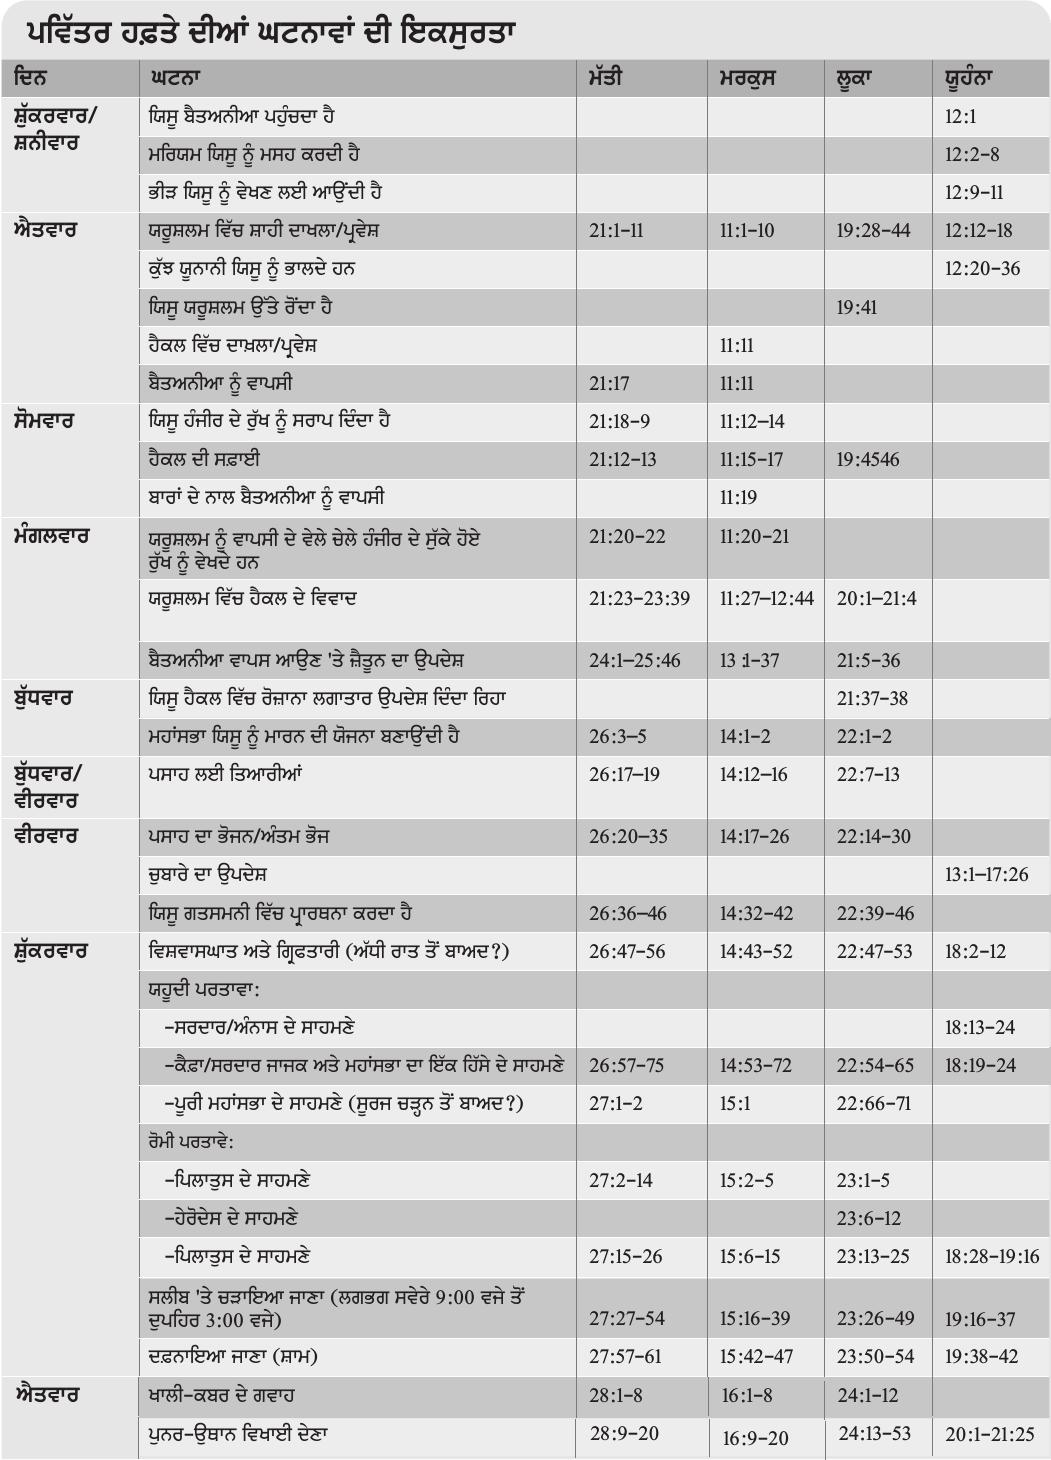 ਪਵਿੱਤਰ ਹਫ਼ਤੇ ਦੀਆਂ ਘਟਨਾਵਾਂ ਦੀ ਇਕਸੁਰਤਾ
ਦਿਨ ਘਟਨਾ ਮੱਤੀ ਮਰਕੁਸ ਲੂਕਾ ਯੂਹੰਨਾ
ਸ਼ੁੱਕਰਵਾਰ/ ਯਿਸੂ ਬੈਤਅਨੀਆ ਪਹੁੰਚਦਾ ਹੈ 12:1
ਸ਼ਨੀਵਾਰ ਮਰਿਯਮ ਯਿਸੂ ਨੂੰ ਮਸਹ ਕਰਦੀ ਹੈ 12:2–8
ਭੀੜ ਯਿਸੂ ਨੂੰ ਵੇਖਣ ਲਈ ਆਉਂਦੀ ਹੈ 12:9–11
ਐਤਵਾਰ ਯਰੂਸ਼ਲਮ ਵਿੱਚ ਸ਼ਾਹੀ ਦਾਖਲਾ/ਪ੍ਰਵੇਸ਼ 21:1–11 11:1–10 19:28–44 12:12–18
ਕੁੱਝ ਯੂਨਾਨੀ ਯਿਸੂ ਨੂੰ ਭਾਲਦੇ ਹਨ 12:20–36
ਯਿਸੂ ਯਰੂਸ਼ਲਮ ਉੱਤੇ ਰੋਂਦਾ ਹੈ 19:41
ਹੈਕਲ ਵਿੱਚ ਦਾਖ਼ਲਾ/ਪ੍ਰਵੇਸ਼ 11:11
ਬੈਤਅਨੀਆ ਨੂੰ ਵਾਪਸੀ 21:17 11:11
ਸੋਮਵਾਰ ਯਿਸੂ ਹੰਜੀਰ ਦੇ ਰੁੱਖ ਨੂੰ ਸਰਾਪ ਦਿੰਦਾ ਹੈ 21:18–9 11:12–14
ਹੈਕਲ ਦੀ ਸਫ਼ਾਈ 21:12–13 11:15–17 19:4546
ਬਾਰਾਂ ਦੇ ਨਾਲ ਬੈਤਅਨੀਆ ਨੂੰ ਵਾਪਸੀ 11:19
ਮੰਗਲਵਾਰ ਯਰੂਸ਼ਲਮ ਨੂੰ ਵਾਪਸੀ ਦੇ ਵੇਲੇ ਚੇਲੇ ਹੰਜੀਰ ਦੇ ਸੁੱਕੇ ਹੋਏ 21:20–22 11:20–21
ਰੁੱਖ ਨੂੰ ਵੇਖਦੇ ਹਨ
ਯਰੂਸ਼ਲਮ ਵਿੱਚ ਹੈਕਲ ਦੇ ਵਿਵਾਦ 21:23–23:39 11:27–12:44 20:1–21:4
ਬੈਤਅਨੀਆ ਵਾਪਸ ਆਉਣ 'ਤੇ ਜ਼ੈਤੂਨ ਦਾ ਉਪਦੇਸ਼ 24:1–25:46 13:1–37 21:5–36
ਬੁੱਧਵਾਰ ਯਿਸੂ ਹੈਕਲ ਵਿੱਚ ਰੋਜ਼ਾਨਾ ਲਗਾਤਾਰ ਉਪਦੇਸ਼ ਦਿੰਦਾ ਰਿਹਾ 21:37–38
ਮਹਾਂਸਭਾ ਯਿਸੂ ਨੂੰ ਮਾਰਨ ਦੀ ਯੋਜਨਾ ਬਣਾਉਂਦੀ ਹੈ 26:3–5 14:1–2 22:1–2
ਬੁੱਧਵਾਰ/ ਪਸਾਹ ਲਈ ਤਿਆਰੀਆਂ 26:17–19 14:12–16 22:7–13
ਵੀਰਵਾਰ
ਵੀਰਵਾਰ ਪਸਾਹ ਦਾ ਭੋਜਨ/ਅੰਤਮ ਭੋਜ 26:20–35 14:17–26 22:14–30
ਚੁਬਾਰੇ ਦਾ ਉਪਦੇਸ਼ 13:1–17:26
ਯਿਸੂ ਗਤਸਮਨੀ ਵਿੱਚ ਪ੍ਰਾਰਥਨਾ ਕਰਦਾ ਹੈ 26:36–46 14:32–42 22:39–46
ਸ਼ੁੱਕਰਵਾਰ ਵਿਸ਼ਵਾਸਘਾਤ ਅਤੇ ਗ੍ਰਿਫਤਾਰੀ (ਅੱਧੀ ਰਾਤ ਤੋਂ ਬਾਅਦ?) 26:47–56 14:43–52 22:47–53 18:2–12
ਯਹੂਦੀ ਪਰਤਾਵਾ:
–ਸਰਦਾਰ/ਅੰਨਾਸ ਦੇ ਸਾਹਮਣੇ 18:13–24
–ਕੈਫ਼ਾ/ਸਰਦਾਰ ਜਾਜਕ ਅਤੇ ਮਹਾਂਸਭਾ ਦਾ ਇੱਕ ਹਿੱਸੇ ਦੇ ਸਾਹਮਣੇ 26:57–75 14:53–72 22:54–65 18:19–24
–ਪੂਰੀ ਮਹਾਂਸਭਾ ਦੇ ਸਾਹਮਣੇ (ਸੂਰਜ ਚੜ੍ਹਨ ਤੋਂ ਬਾਅਦ?) 27:1–2 15:1 22:66–71
ਰੋਮੀ ਪਰਤਾਵੇ:
–ਪਿਲਾਤੁਸ ਦੇ ਸਾਹਮਣੇ 27:2–14 15:2–5 23:1–5
–ਹੇਰੋਦੇਸ ਦੇ ਸਾਹਮਣੇ 23:6–12
–ਪਿਲਾਤੁਸ ਦੇ ਸਾਹਮਣੇ 27:15–26 15:6–15 23:13–25 18:28–19:16
ਸਲੀਬ 'ਤੇ ਚੜਾਇਆ ਜਾਣਾ (ਲਗਭਗ ਸਵੇਰੇ 9:00 ਵਜੇ ਤੋਂ
ਦੁਪਹਿਰ 3:00 ਵਜੇ) 27:27–54 15:16–39 23:26–49 19:16–37
ਦਫ਼ਨਾਇਆ ਜਾਣਾ (ਸ਼ਾਮ) 27:57–61 15:42–47 23:50–54 19:38–42
ਐਤਵਾਰ ਖਾਲੀ–ਕਬਰ ਦੇ ਗਵਾਹ 28:1–8 16:1–8 24:1–12
ਪੁਨਰ–ਉਥਾਨ ਵਿਖਾਈ ਦੇਣਾ 28:9–20 16:9–20 24:13–53 20:1–21:25